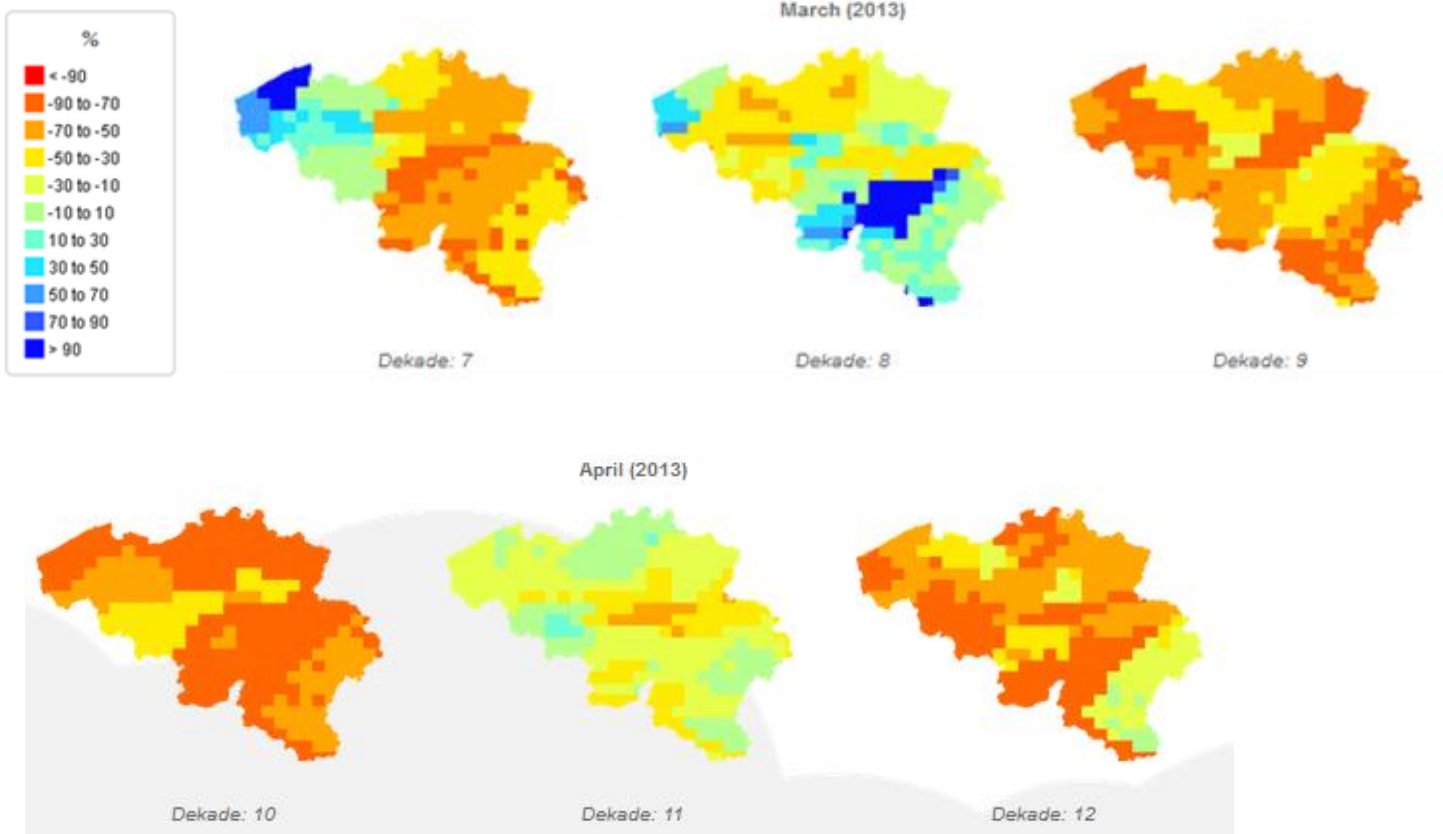 March (2013)
%
< -90
-90 to -70
-70 to -50
-50 to -30
-30 to -10
-10 to 10
10 to 30
30 to 50
50 to 70
70 to 90
> 90
Dekade: 7
Dekade: 8
Dekade: 9
April (2013)
Dekade: 10
Dekade: 11
Dekade: 12